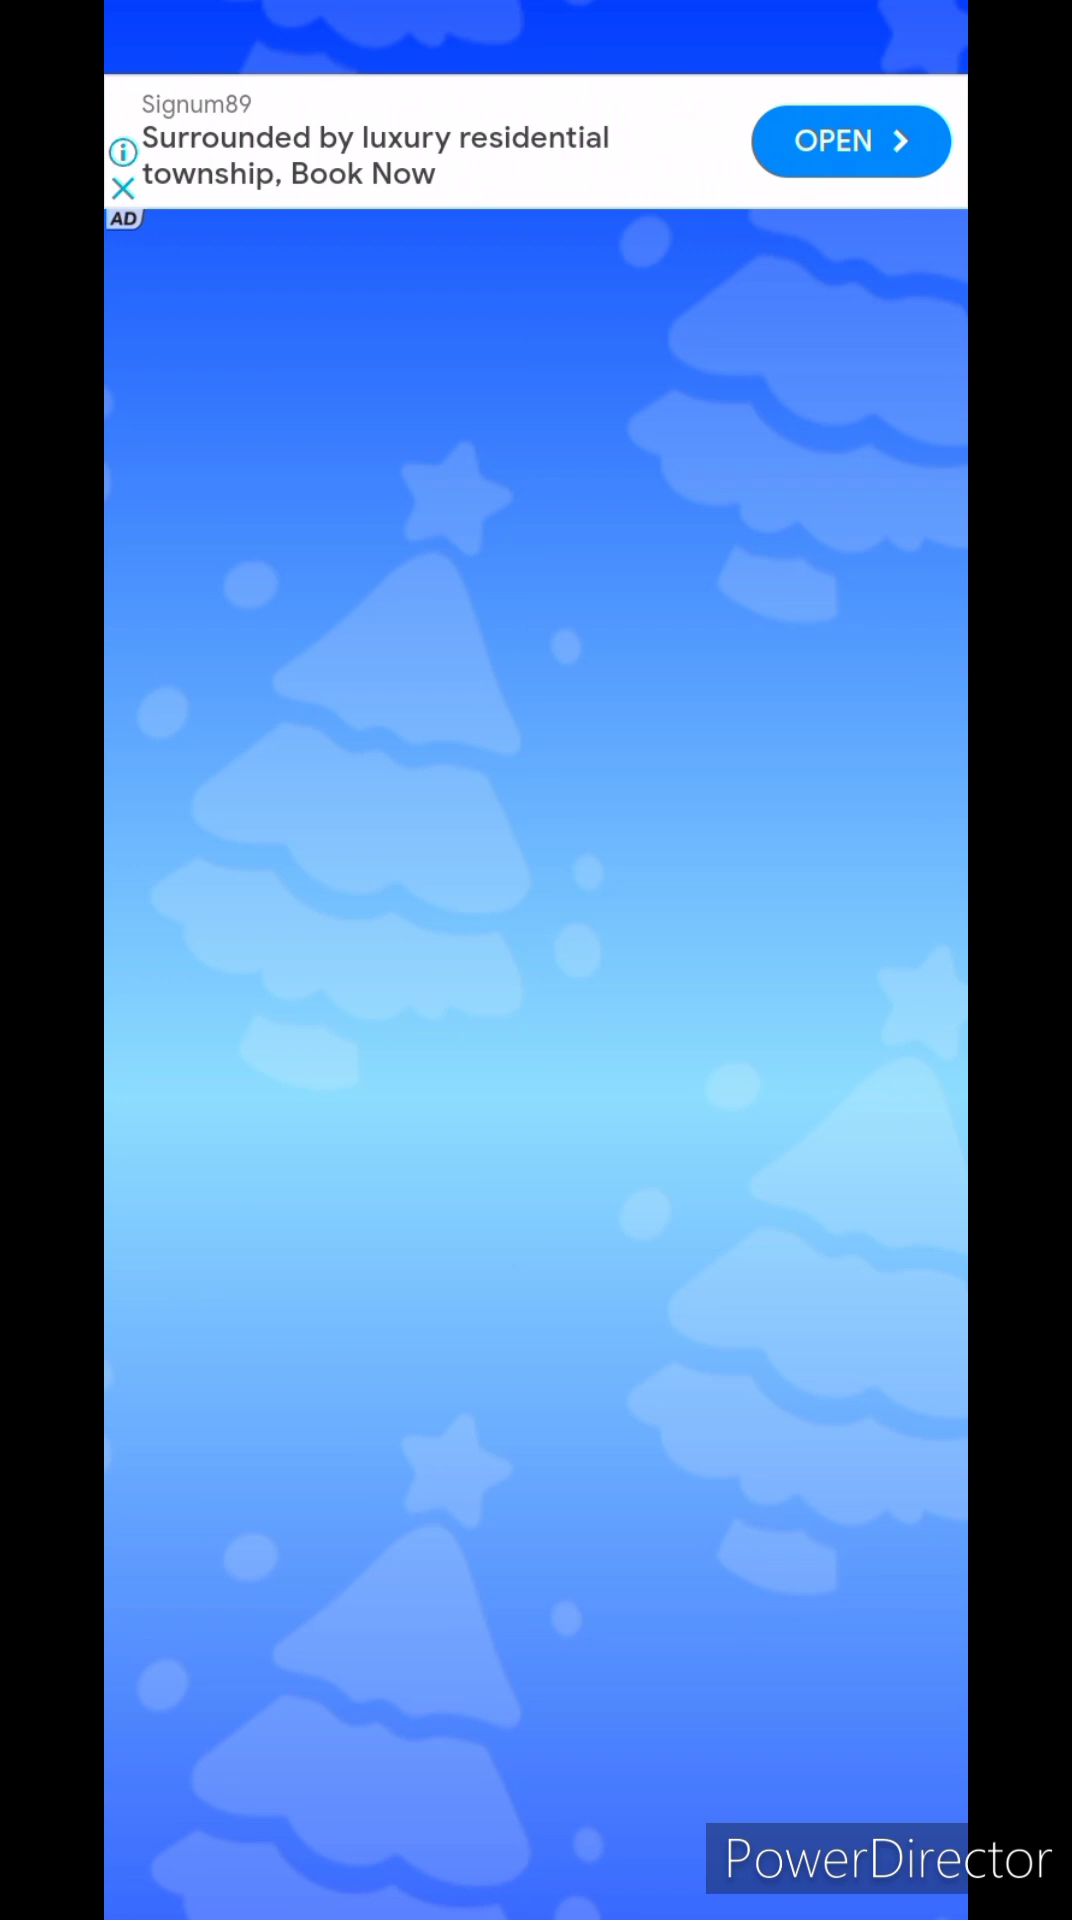 Signum89
Surrounded by luxury residential
township, Book Now
OPEN
AD
PowerDirector